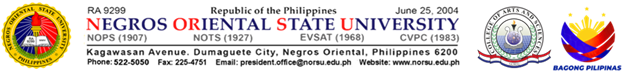 RA 9299 Republic of the Philippines June 25, 2004
NEGROS ORIENTAL STATE UNIVERSITY
NOPS (1907) NOTS (1927) EVSAT (1968) CVPC (1983)
Kagawasan Avenue, Dumaguete City, Negros Oriental, Philippines 6200
Phone: 522-5050 Fax: 225-4751 Email: president.office@norsu.edu.ph Website: www.norsu.edu.ph
BAGONG PILIPINAS